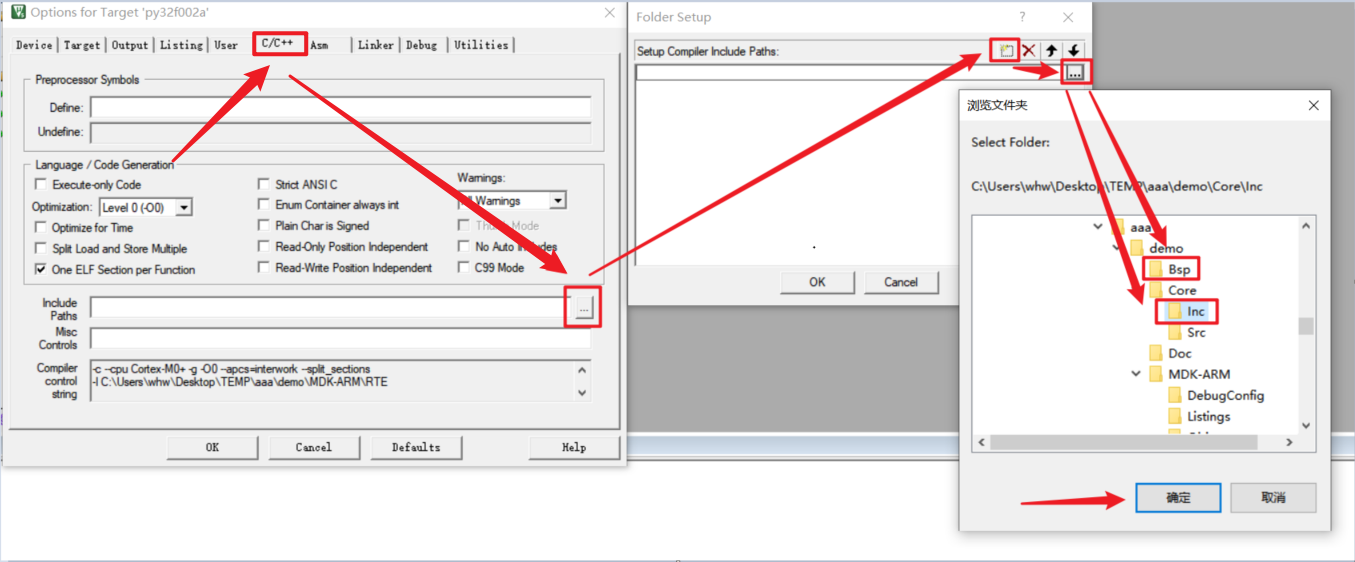 Options for Target 'py32f002a'
Device
Target
Output
Listing
User
C/C++
Asm
Linker
Debug
Utilities
Preprocessor Symbols
Define:
Undefine:
Language / Code Generation
Execute-only Code
Optimization:
Level 0 (-O0)
Optimize for Time
Split Load and Store Multiple
One ELF Section per Function
Strict ANSI C
Enum Container always int
Plain Char is Signed
Read-Only Position Independent
Read-Write Position Independent
Warnings:
Warnings
Mode
No Auto Includes
C99 Mode
Include
Paths
...
Misc
Controls
Compiler
control
string
-c --cpu Cortex-M0+ -g -O0 --apcs=interwork --split_sections
-I C:\Users\whw\Desktop\TEMP\aaa\demo\MDK-ARM\RTE
OK
Cancel
Defaults
Help
Folder Setup
?
Setup Compiler Include Paths:
...
OK
Cancel
浏览文件夹
Select Folder:
C:\Users\whw\Desktop\TEMP\aaa\demo\Core\Inc
aaa
demo
Bsp
Core
Inc
Src
Doc
MDK-ARM
DebugConfig
Listings
确定
取消